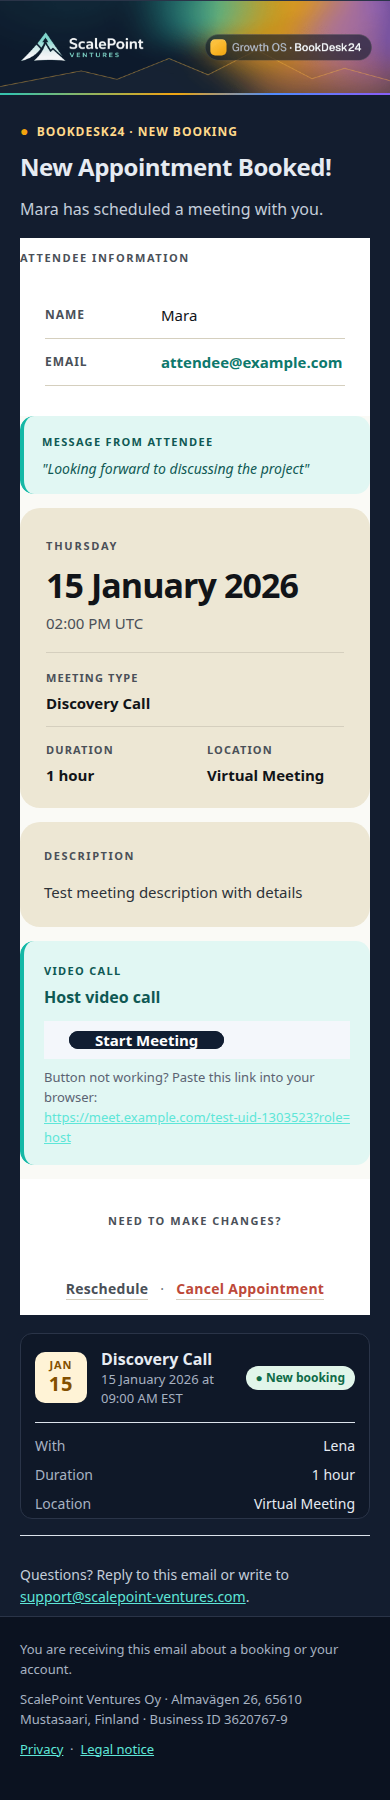 ScalePoint
VENTURES
Growth OS · BookDesk24
● BOOKDESK24 · NEW BOOKING
New Appointment Booked!
Mara has scheduled a meeting with you.
ATTENDEE INFORMATION
NAME Mara
EMAIL attendee@example.com
MESSAGE FROM ATTENDEE
"Looking forward to discussing the project"
THURSDAY
15 January 2026
02:00 PM UTC
MEETING TYPE
Discovery Call
DURATION LOCATION
1 hour Virtual Meeting
DESCRIPTION
Test meeting description with details
VIDEO CALL
Host video call
Start Meeting
Button not working? Paste this link into your
browser:
https://meet.example.com/test-uid-1303523?role=
host
NEED TO MAKE CHANGES?
Reschedule · Cancel Appointment
JAN
15
Discovery Call
15 January 2026 at
09:00 AM EST
● New booking
With Lena
Duration 1 hour
Location Virtual Meeting
Questions? Reply to this email or write to
support@scalepoint-ventures.com.
You are receiving this email about a booking or your
account.
ScalePoint Ventures Oy · Almavägen 26, 65610
Mustasaari, Finland · Business ID 3620767-9
Privacy · Legal notice